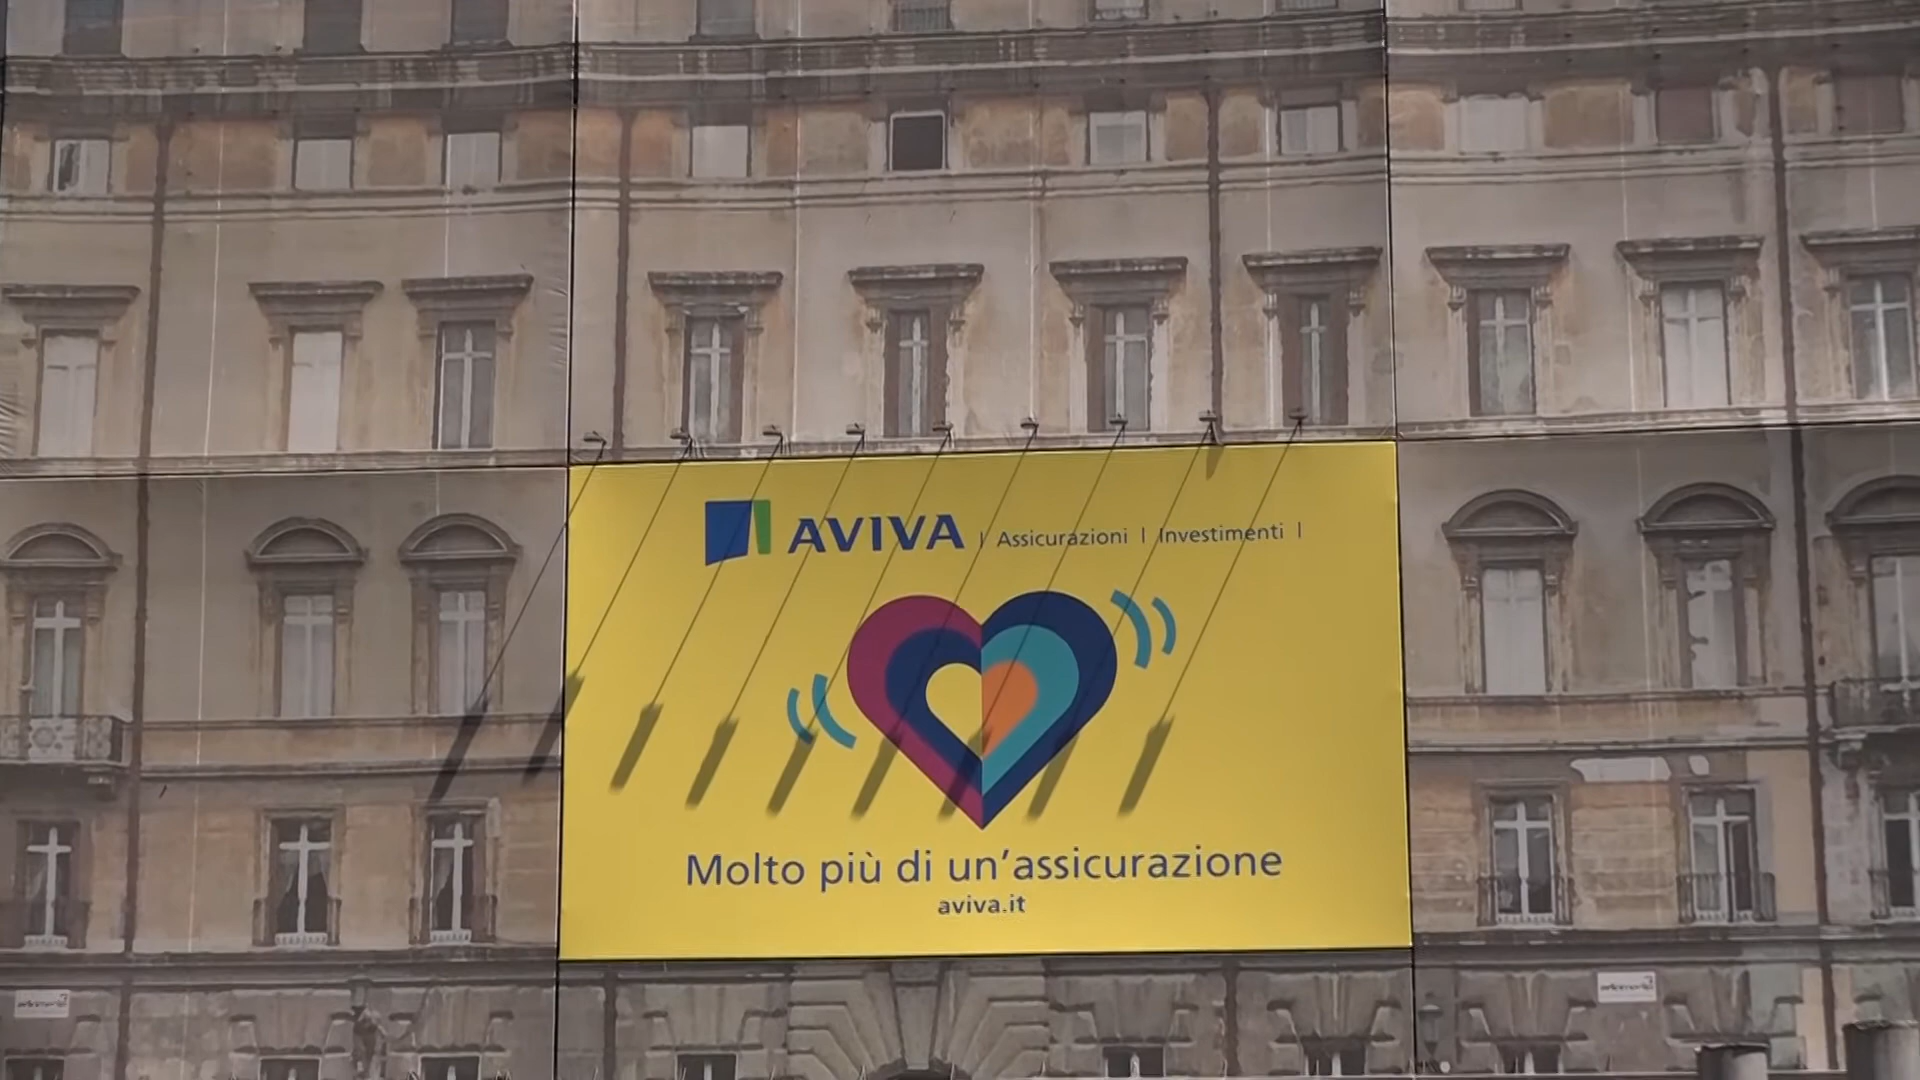 AVIVA | Assicurazioni | Investimenti |
Molto più di un'assicurazione
aviva.it